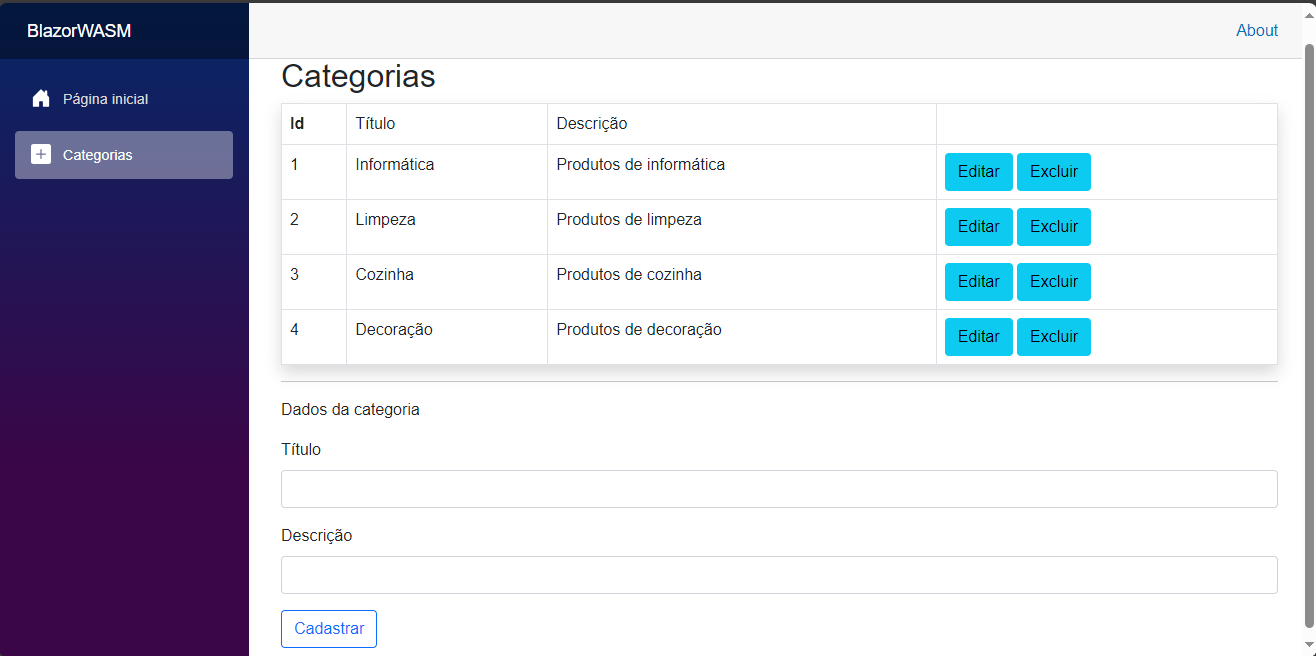 BlazorWASM
About
Página inicial
Categorias
Categorias
Id Título Descrição
1 Informática Produtos de informática Editar Excluir
2 Limpeza Produtos de limpeza Editar Excluir
3 Cozinha Produtos de cozinha Editar Excluir
4 Decoração Produtos de decoração Editar Excluir
Dados da categoria
Título
Descrição
Cadastrar